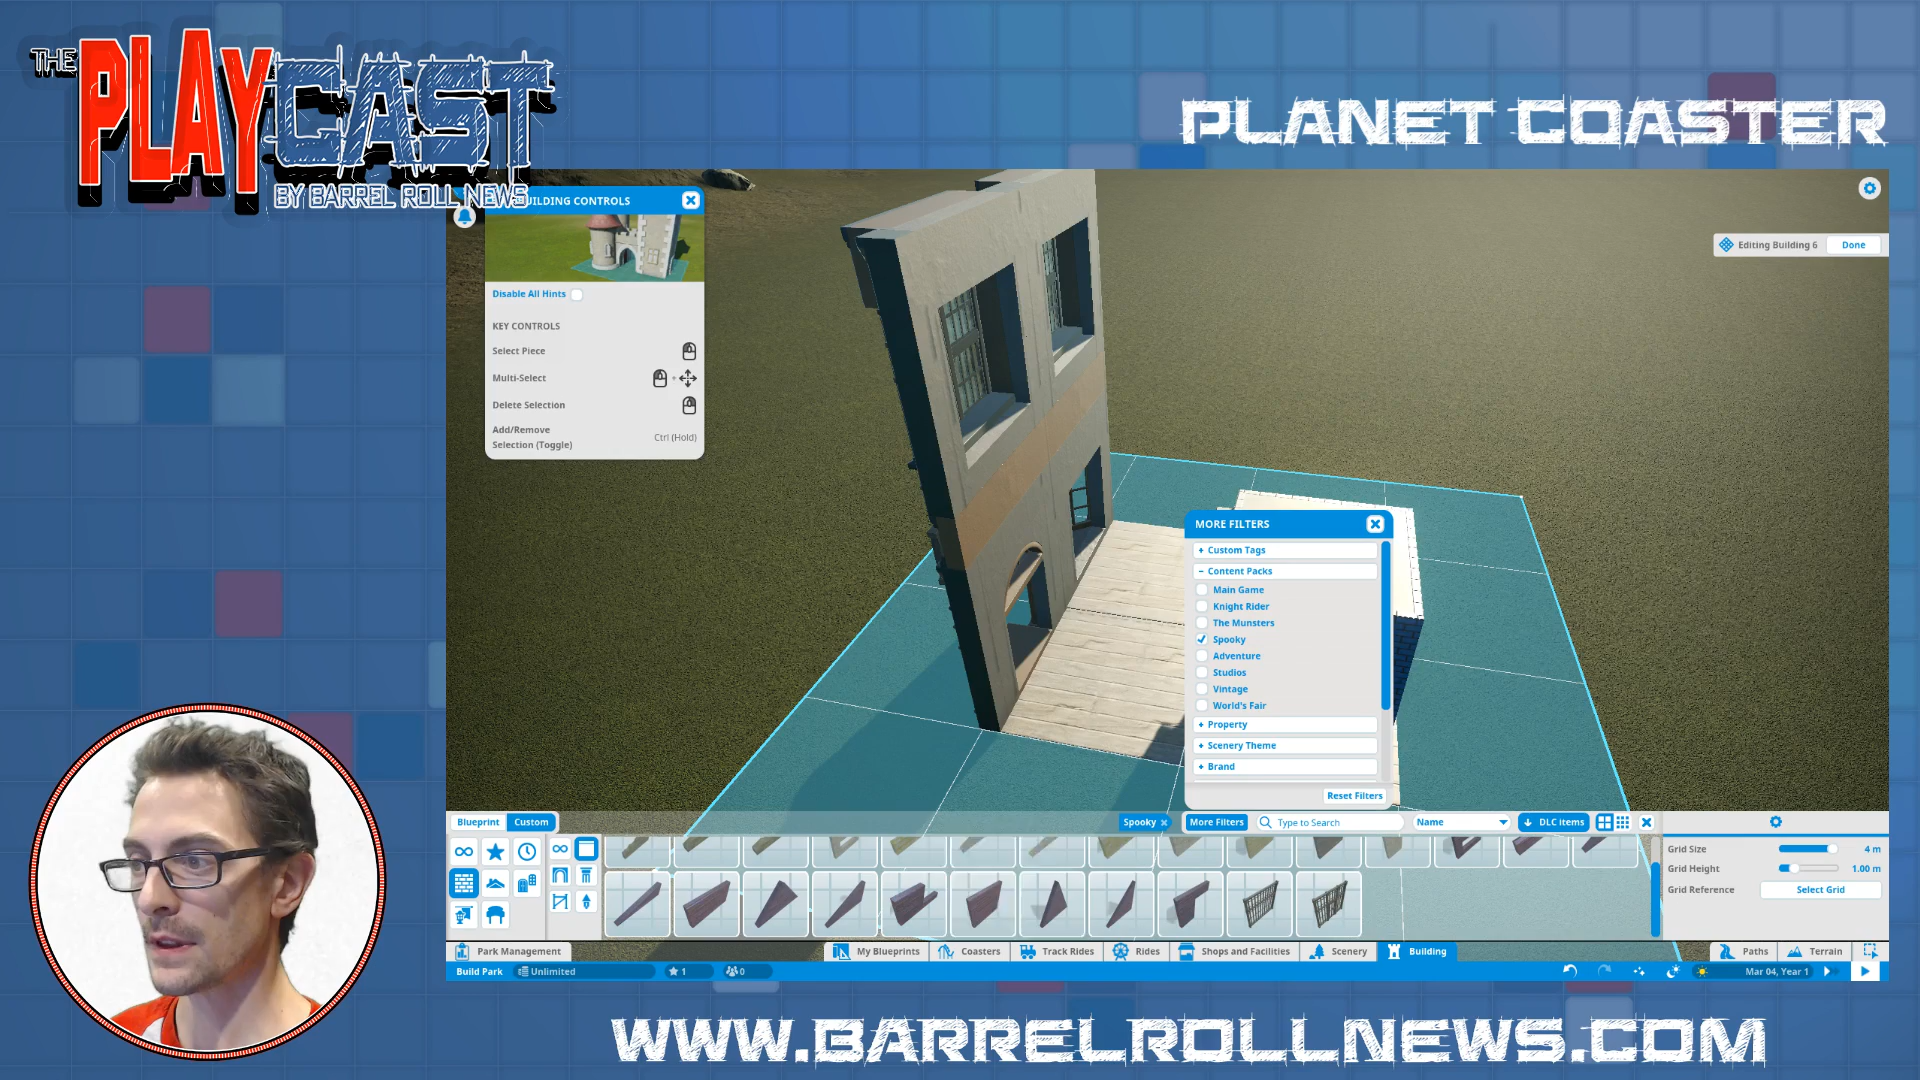 THE PLAYCAST
BY BARREL ROLL NEWS
PLANET COASTER
UILDING CONTROLS
Disable All Hints
KEY CONTROLS
Select Piece
Multi-Select
+
Delete Selection
Add/Remove
Selection (Toggle)
Ctrl (Hold)
Editing Building 6
Done
MORE FILTERS
+ Custom Tags
− Content Packs
Main Game
Knight Rider
The Munsters
Spooky
Adventure
Studios
Vintage
World's Fair
+ Property
+ Scenery Theme
+ Brand
Reset Filters
Blueprint
Custom
Spooky ×
More Filters
Type to Search
Name
DLC items
Grid Size
4 m
Grid Height
1.00 m
Grid Reference
Select Grid
Park Management
My Blueprints
Coasters
Track Rides
Rides
Shops and Facilities
Scenery
Building
Paths
Terrain
Build Park
Unlimited
1
0
Mar 04, Year 1
WWW.BARRELROLLNEWS.COM